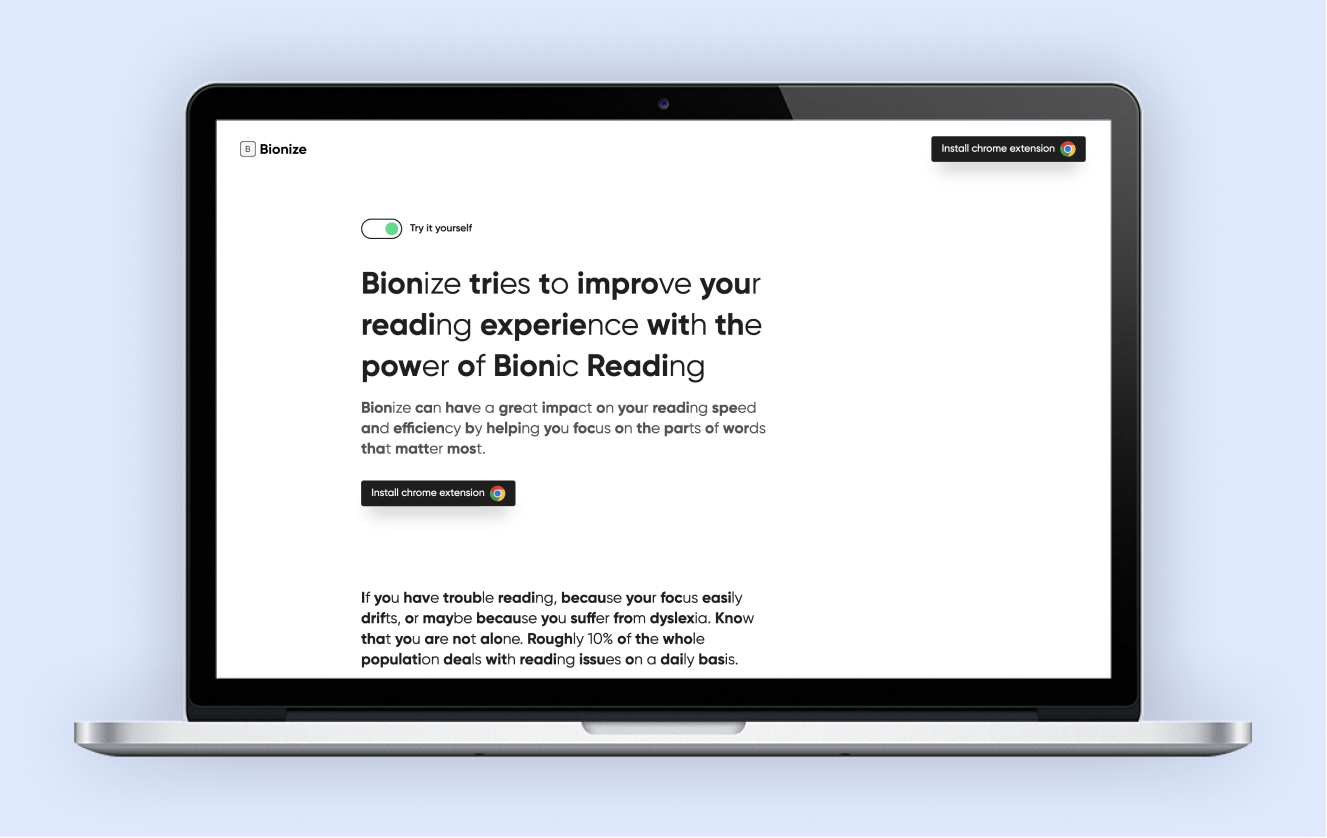 B Bionize
Install chrome extension
Try it yourself
Bionize tries to improve your
reading experience with the
power of Bionic Reading
Bionize can have a great impact on your reading speed
and efficiency by helping you focus on the parts of words
that matter most.
Install chrome extension
If you have trouble reading, because your focus easily
drifts, or maybe because you suffer from dyslexia. Know
that you are not alone. Roughly 10% of the whole
population deals with reading issues on a daily basis.